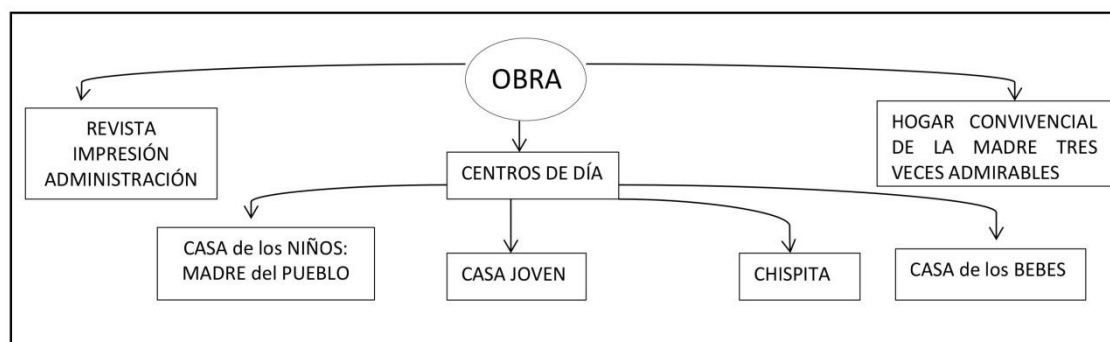 OBRA
REVISTA
IMPRESIÓN
ADMINISTRACIÓN
HOGAR CONVIVENCIAL
DE LA MADRE TRES
VECES ADMIRABLES
CENTROS DE DÍA
CASA de los NIÑOS:
MADRE del PUEBLO
CASA JOVEN
CHISPITA
CASA de los BEBES